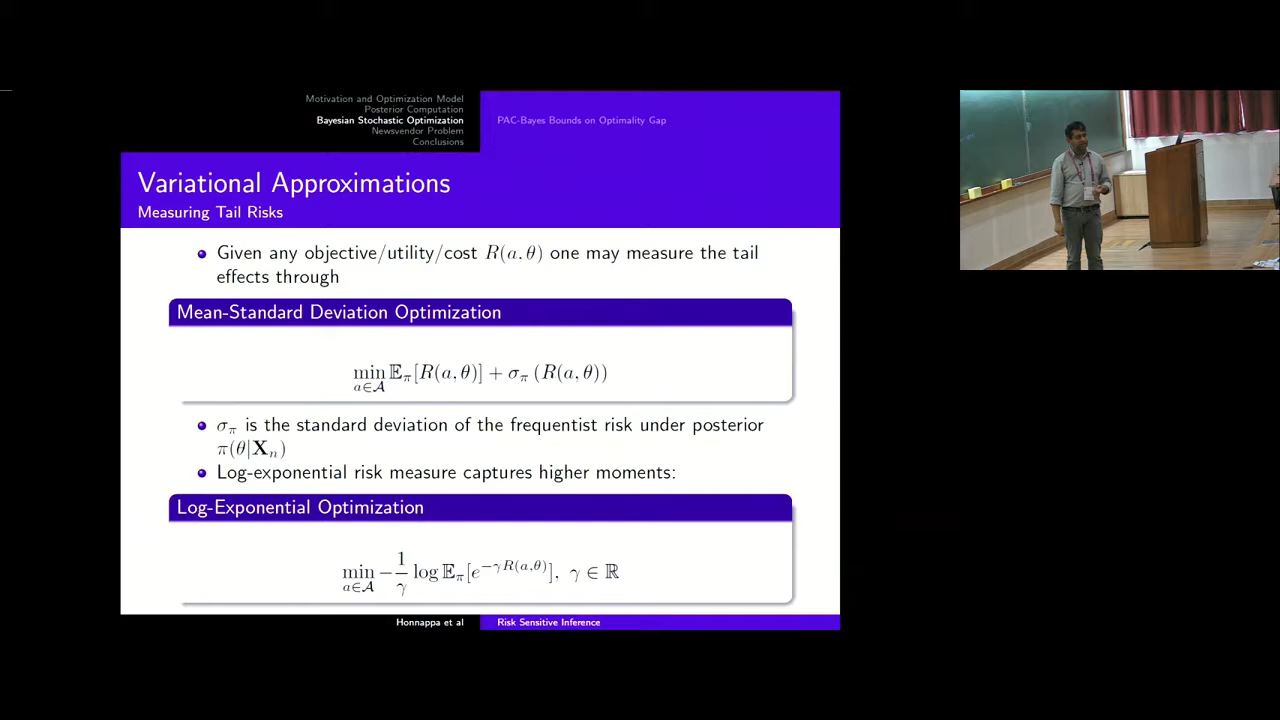 Motivation and Optimization Model
Posterior Computation
Bayesian Stochastic Optimization
Newsvendor Problem
Conclusions
PAC-Bayes Bounds on Optimality Gap
Variational Approximations
Measuring Tail Risks
Given any objective/utility/cost R(a, θ) one may measure the tail
effects through
Mean-Standard Deviation Optimization
min_{a∈𝒜} 𝔼_π[R(a, θ)] + σ_π (R(a, θ))
σ_π is the standard deviation of the frequentist risk under posterior
π(θ|𝐗_n)
Log-exponential risk measure captures higher moments:
Log-Exponential Optimization
min_{a∈𝒜} −1/γ log 𝔼_π[e^{−γR(a,θ)}], γ ∈ ℝ
Honnappa et al
Risk Sensitive Inference